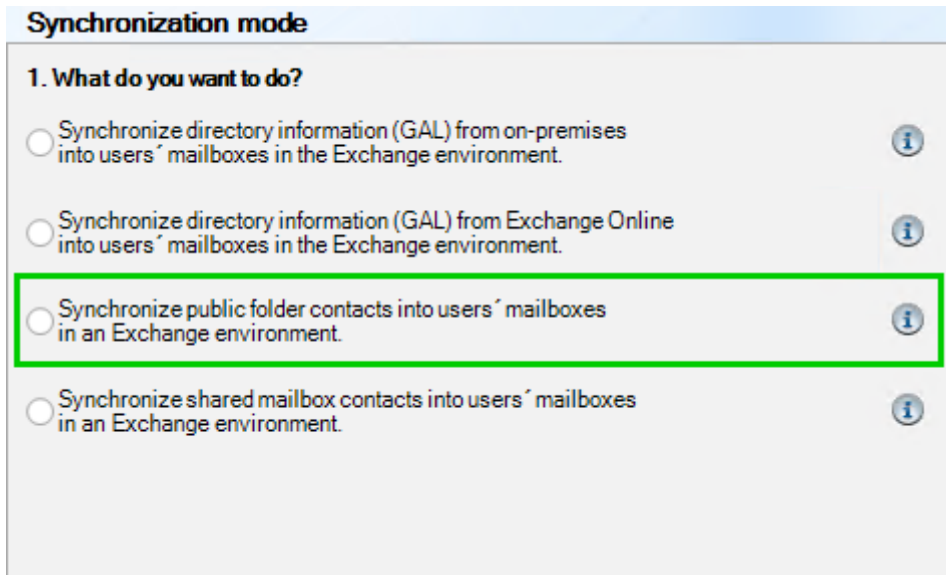 Synchronization mode
1. What do you want to do?
Synchronize directory information (GAL) from on-premises
into users´ mailboxes in the Exchange environment.
Synchronize directory information (GAL) from Exchange Online
into users´ mailboxes in the Exchange environment.
Synchronize public folder contacts into users´ mailboxes
in an Exchange environment.
Synchronize shared mailbox contacts into users´ mailboxes
in an Exchange environment.